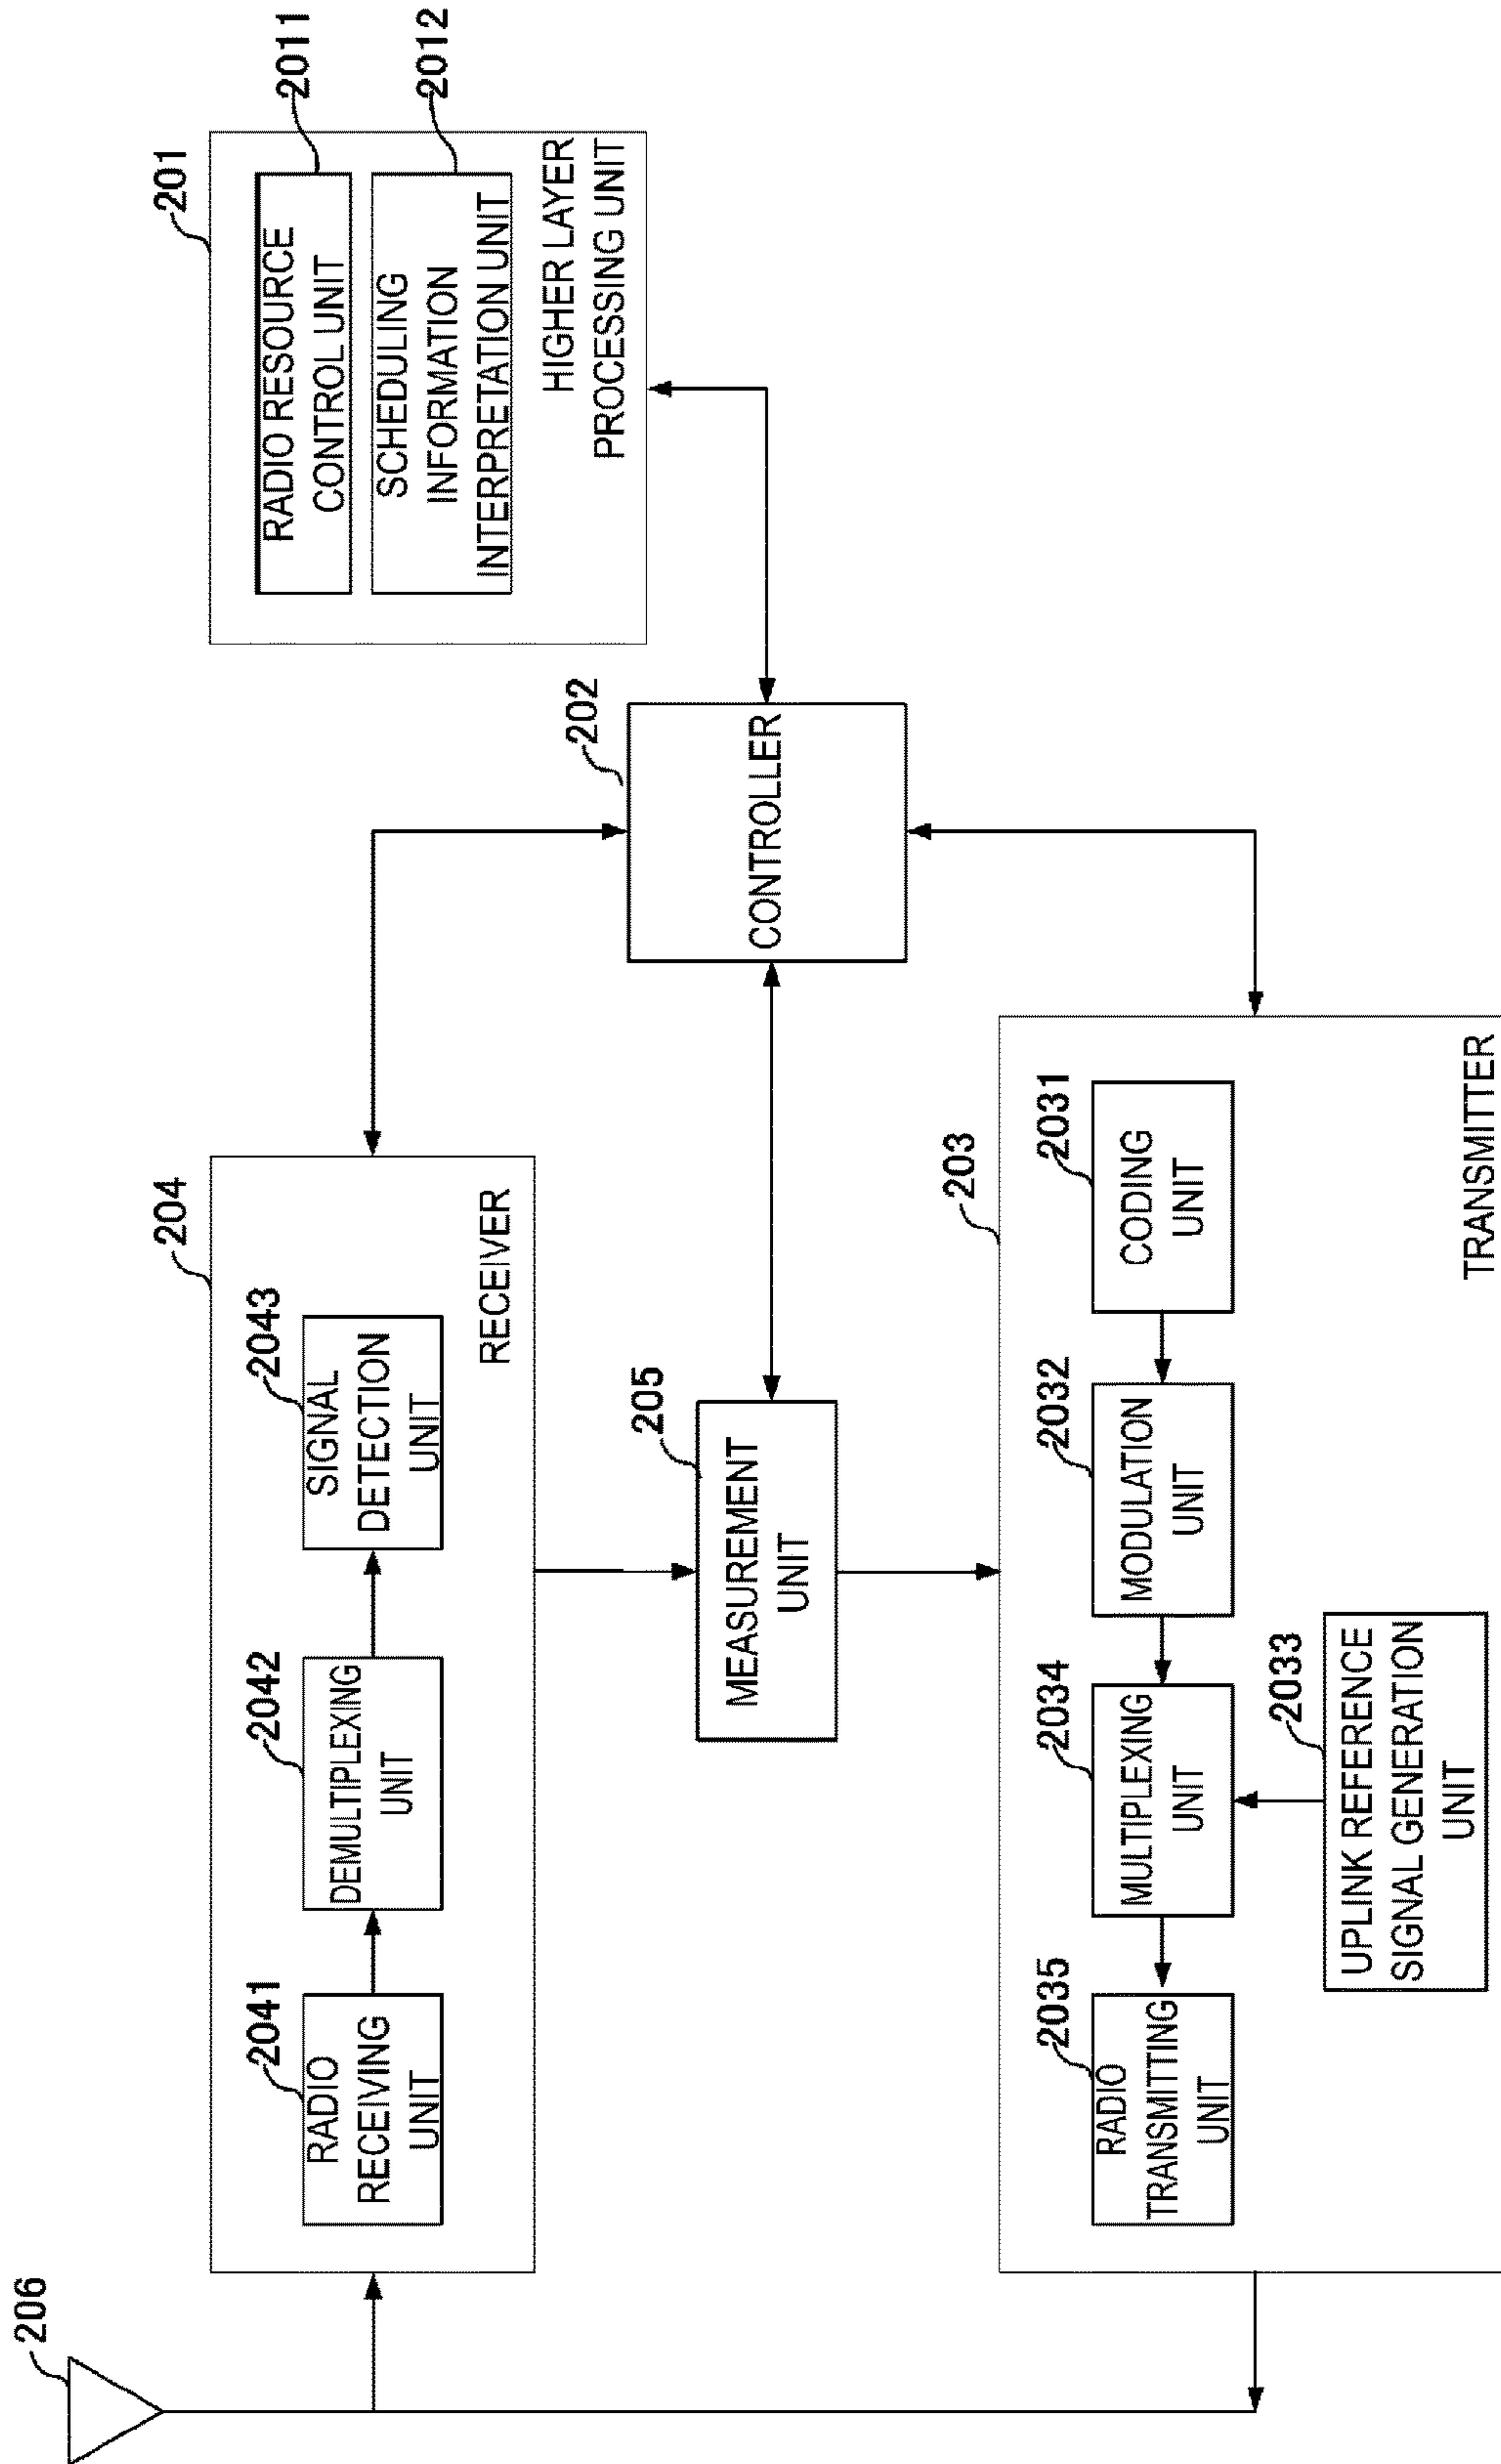 206
204
2041
RADIO
RECEIVING
UNIT
2042
DEMULTIPLEXING
UNIT
2043
SIGNAL
DETECTION
UNIT
RECEIVER
201
RADIO RESOURCE
CONTROL UNIT
2011
SCHEDULING
INFORMATION
INTERPRETATION UNIT
2012
HIGHER LAYER
PROCESSING UNIT
205
MEASUREMENT
UNIT
202
CONTROLLER
203
2035
RADIO
TRANSMITTING
UNIT
2034
MULTIPLEXING
UNIT
2032
MODULATION
UNIT
2031
CODING
UNIT
2033
UPLINK REFERENCE
SIGNAL GENERATION
UNIT
TRANSMITTER